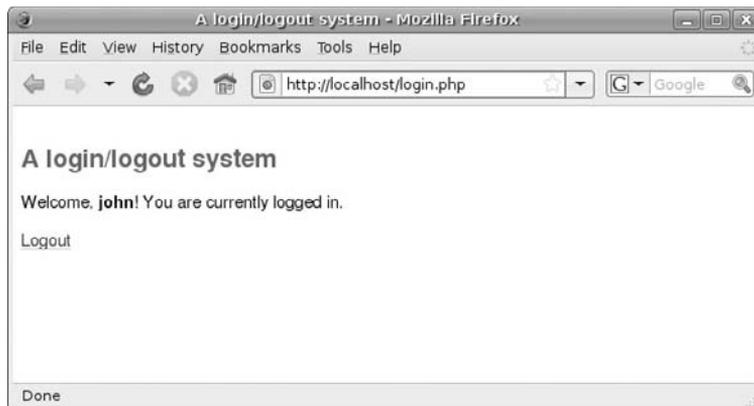 A login/logout system - Mozilla Firefox
File Edit View History Bookmarks Tools Help
http://localhost/login.php G Google
A login/logout system
Welcome, john! You are currently logged in.
Logout
Done